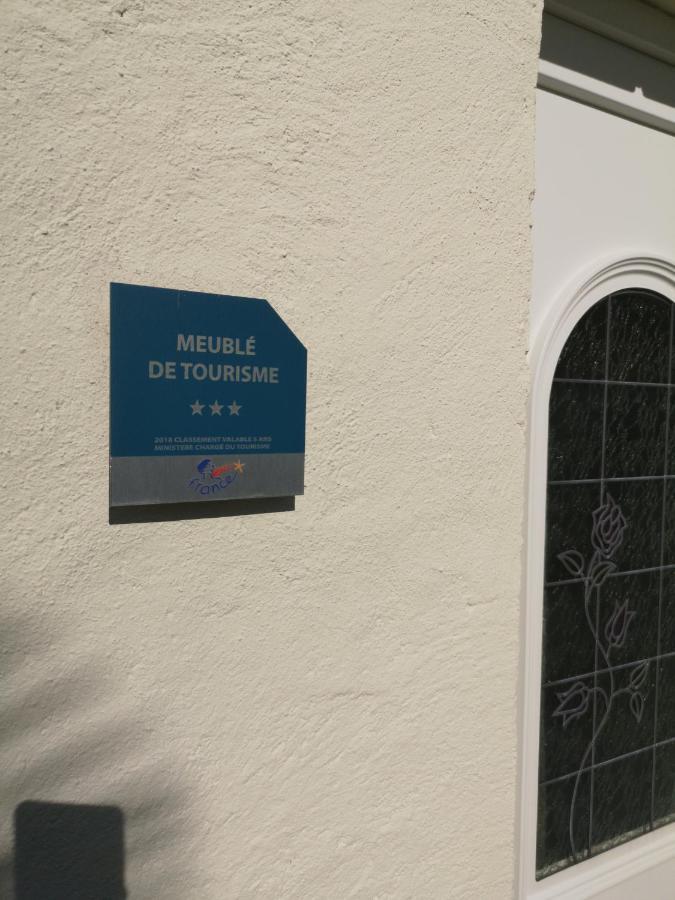 MEUBLÉ
DE TOURISME
2018 CLASSEMENT VALABLE 5 ANS
MINISTERE CHARGÉ DU TOURISME
france